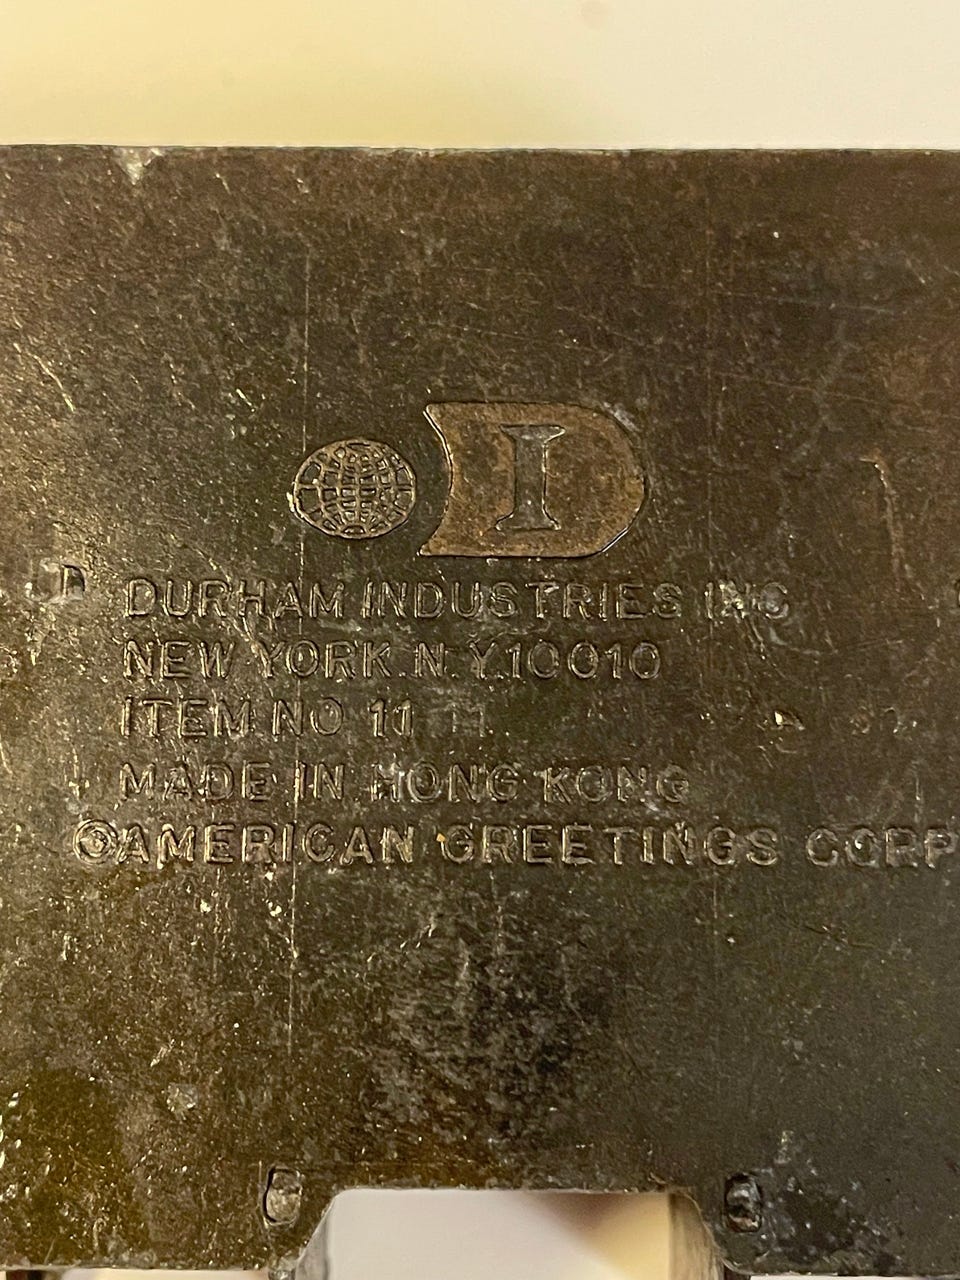 I
DURHAM INDUSTRIES INC
NEW YORK. N.Y.10010
ITEM NO 11
MADE IN HONG KONG
©AMERICAN GREETINGS CORP